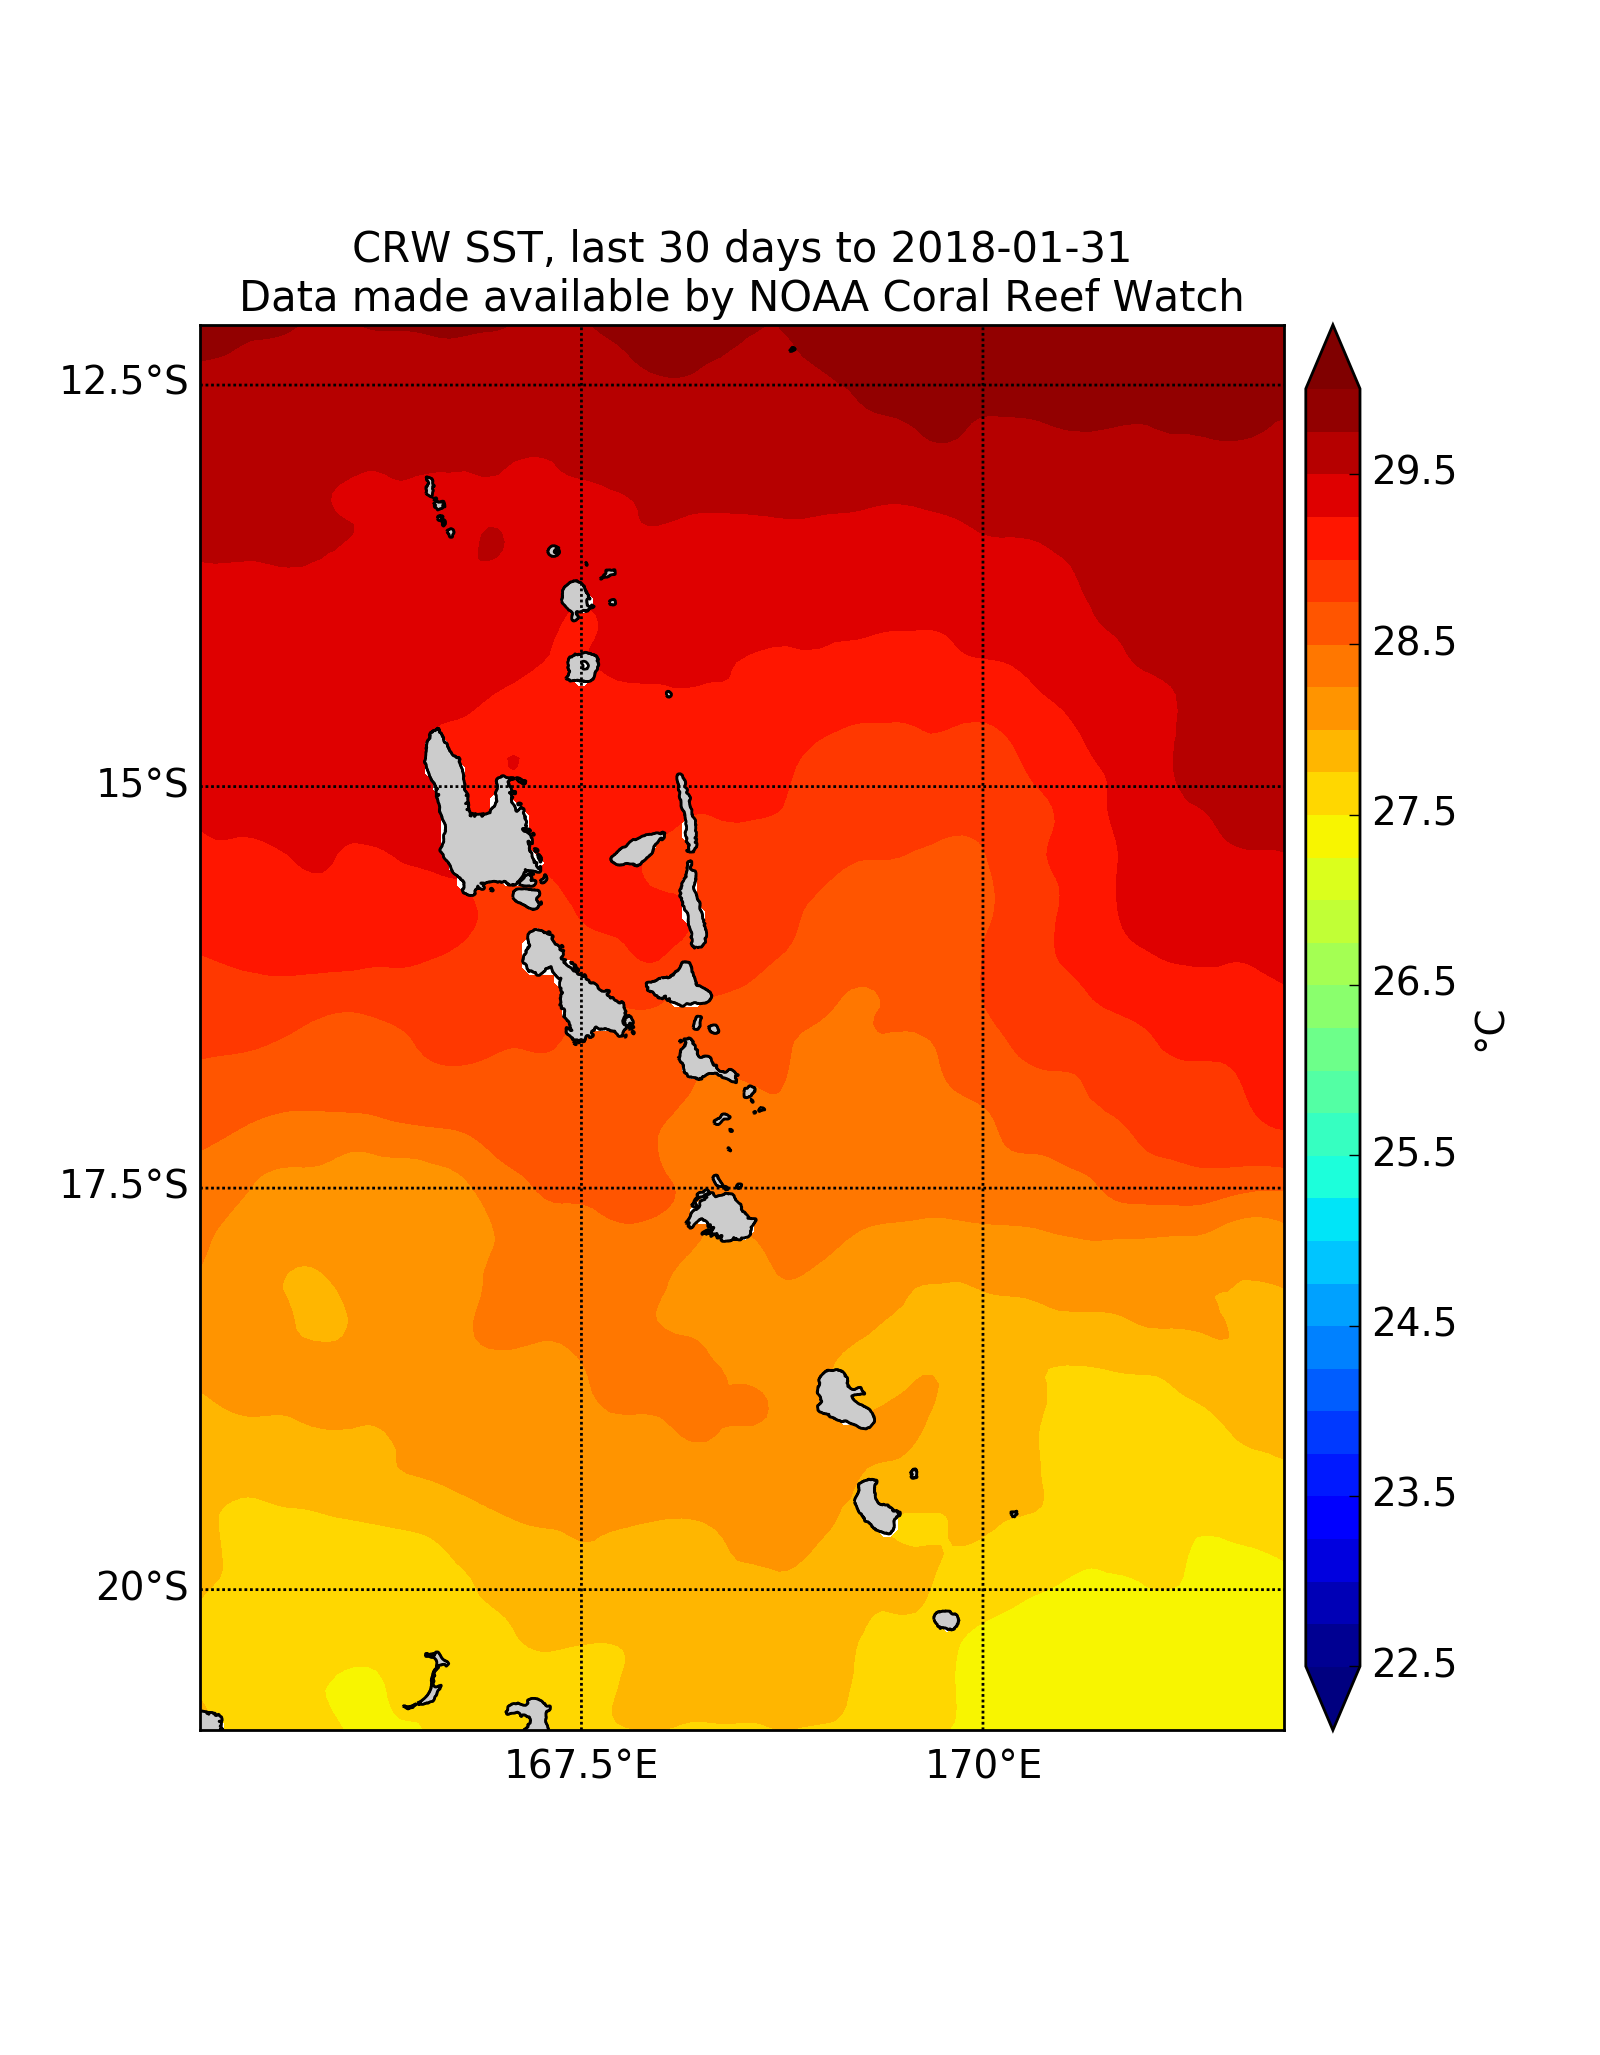 CRW SST, last 30 days to 2018-01-31
Data made available by NOAA Coral Reef Watch
12.5°S
15°S
17.5°S
20°S
167.5°E
170°E
29.5
28.5
27.5
26.5
25.5
24.5
23.5
22.5
°C